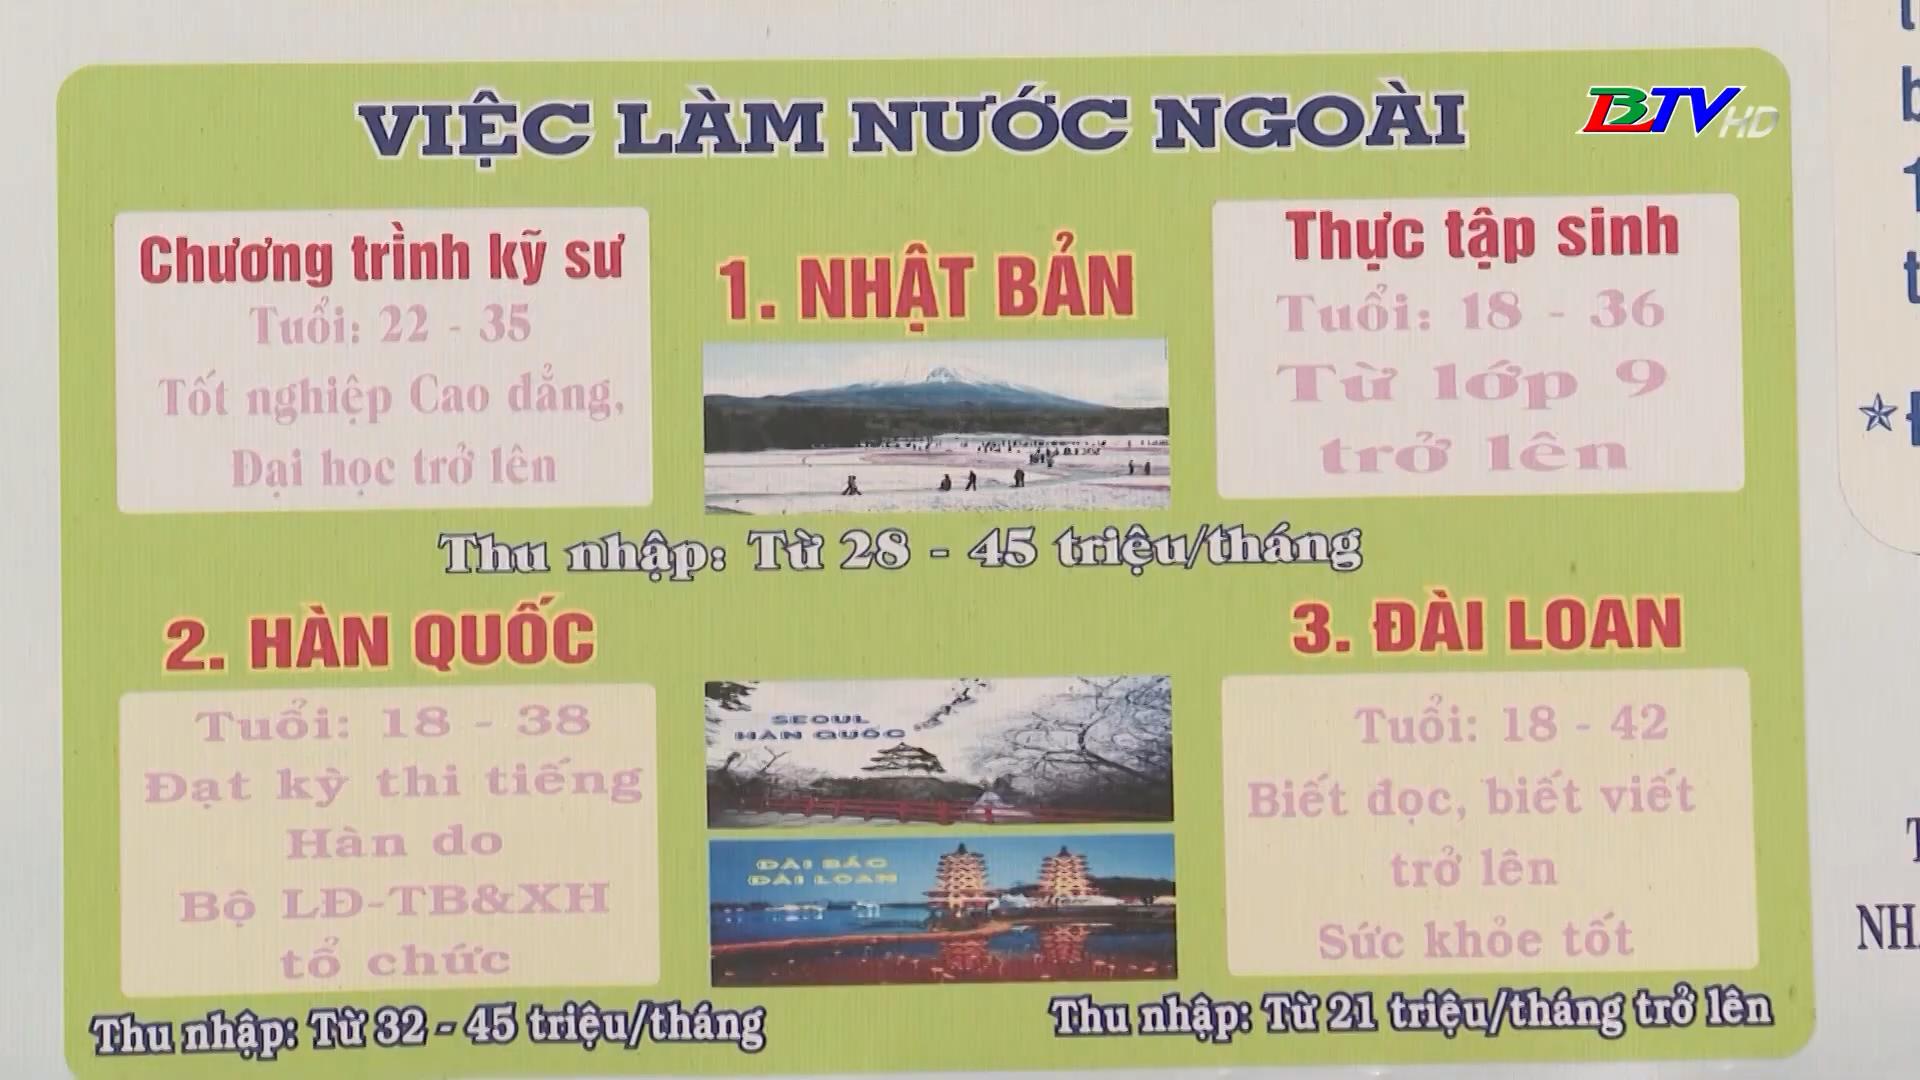 VIỆC LÀM NƯỚC NGOÀI
BTV HD
Chương trình kỹ sư
Tuổi: 22 - 35
Tốt nghiệp Cao dẳng,
Đại học trở lên
1. NHẬT BẢN
Thực tập sinh
Tuổi: 18 - 36
Từ lớp 9
trở lên
Thu nhập: Từ 28 - 45 triệu/tháng
2. HÀN QUỐC
Tuổi: 18 - 38
Đạt kỳ thi tiếng
Hàn do
Bộ LĐ-TB&XH
tổ chức
Thu nhập: Từ 32 - 45 triệu/tháng
SEOUL
HÀN QUỐC
ĐÀI BẮC
ĐÀI LOAN
3. ĐÀI LOAN
Tuổi: 18 - 42
Biết đọc, biết viết
trở lên
Sức khỏe tốt
Thu nhập: Từ 21 triệu/tháng trở lên